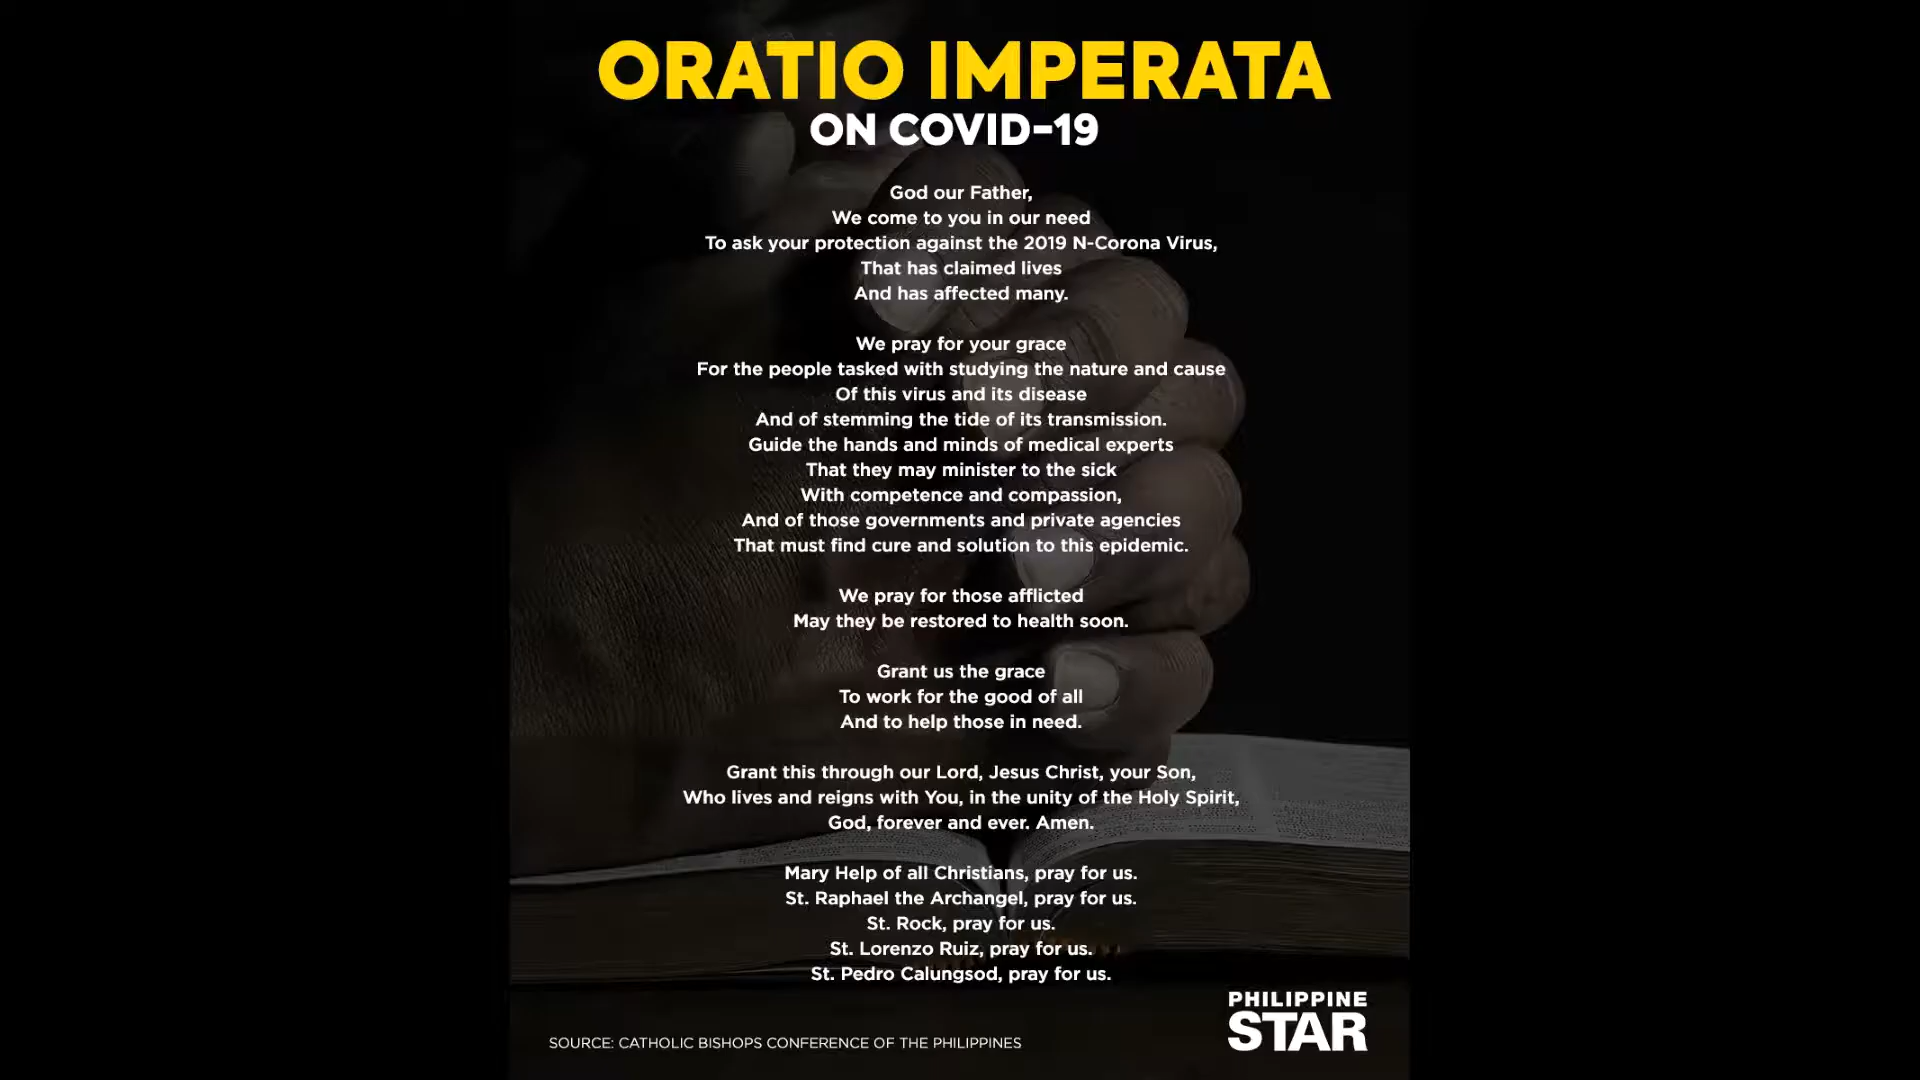 ORATIO IMPERATA
ON COVID-19
God our Father,
We come to you in our need
To ask your protection against the 2019 N-Corona Virus,
That has claimed lives
And has affected many.
We pray for your grace
For the people tasked with studying the nature and cause
Of this virus and its disease
And of stemming the tide of its transmission.
Guide the hands and minds of medical experts
That they may minister to the sick
With competence and compassion,
And of those governments and private agencies
That must find cure and solution to this epidemic.
We pray for those afflicted
May they be restored to health soon.
Grant us the grace
To work for the good of all
And to help those in need.
Grant this through our Lord, Jesus Christ, your Son,
Who lives and reigns with You, in the unity of the Holy Spirit,
God, forever and ever. Amen.
Mary Help of all Christians, pray for us.
St. Raphael the Archangel, pray for us.
St. Rock, pray for us.
St. Lorenzo Ruiz, pray for us.
St. Pedro Calungsod, pray for us.
SOURCE: CATHOLIC BISHOPS CONFERENCE OF THE PHILIPPINES
PHILIPPINE
STAR